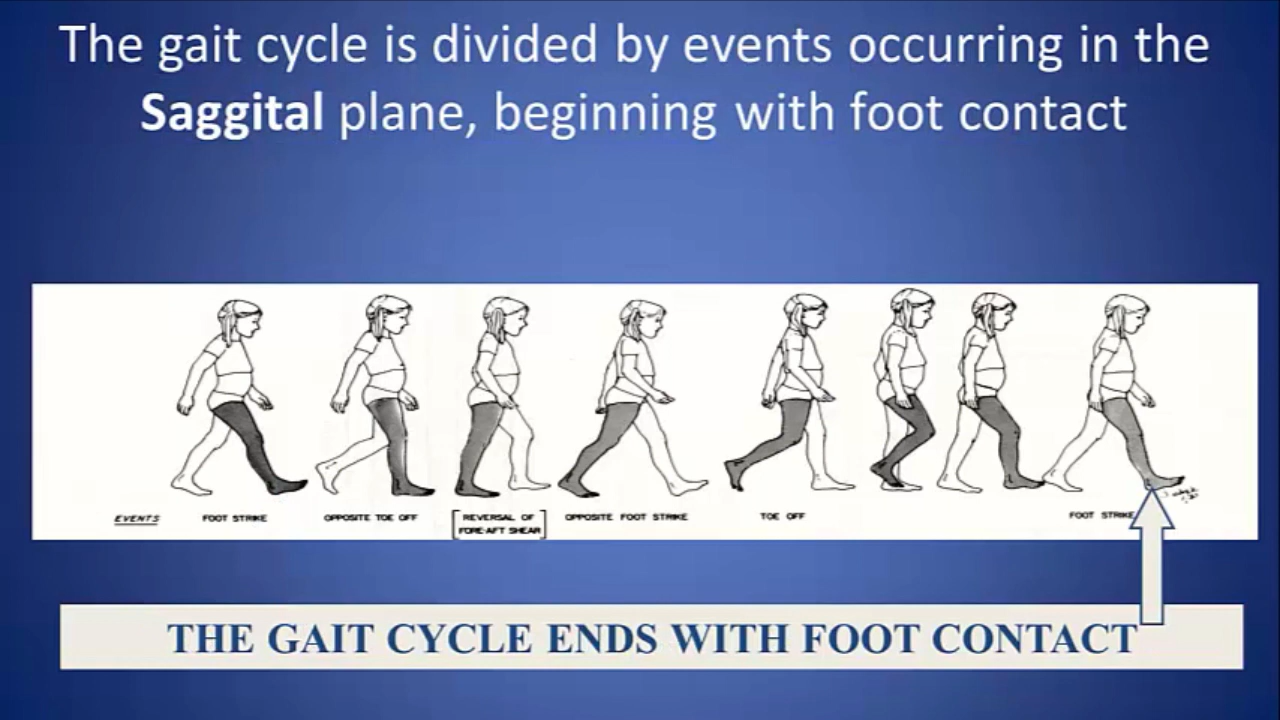 The gait cycle is divided by events occurring in the
Saggital plane, beginning with foot contact
EVENTS FOOT STRIKE OPPOSITE TOE OFF [REVERSAL OF OPPOSITE FOOT STRIKE TOE OFF FOOT STRIKE
FORE-AFT SHEAR]
THE GAIT CYCLE ENDS WITH FOOT CONTACT